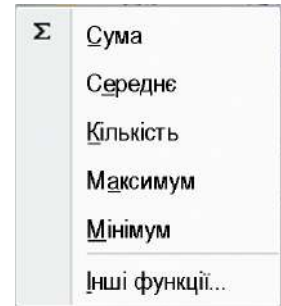 Σ Сума
Середнє
Кількість
Максимум
Мінімум
Інші функції...